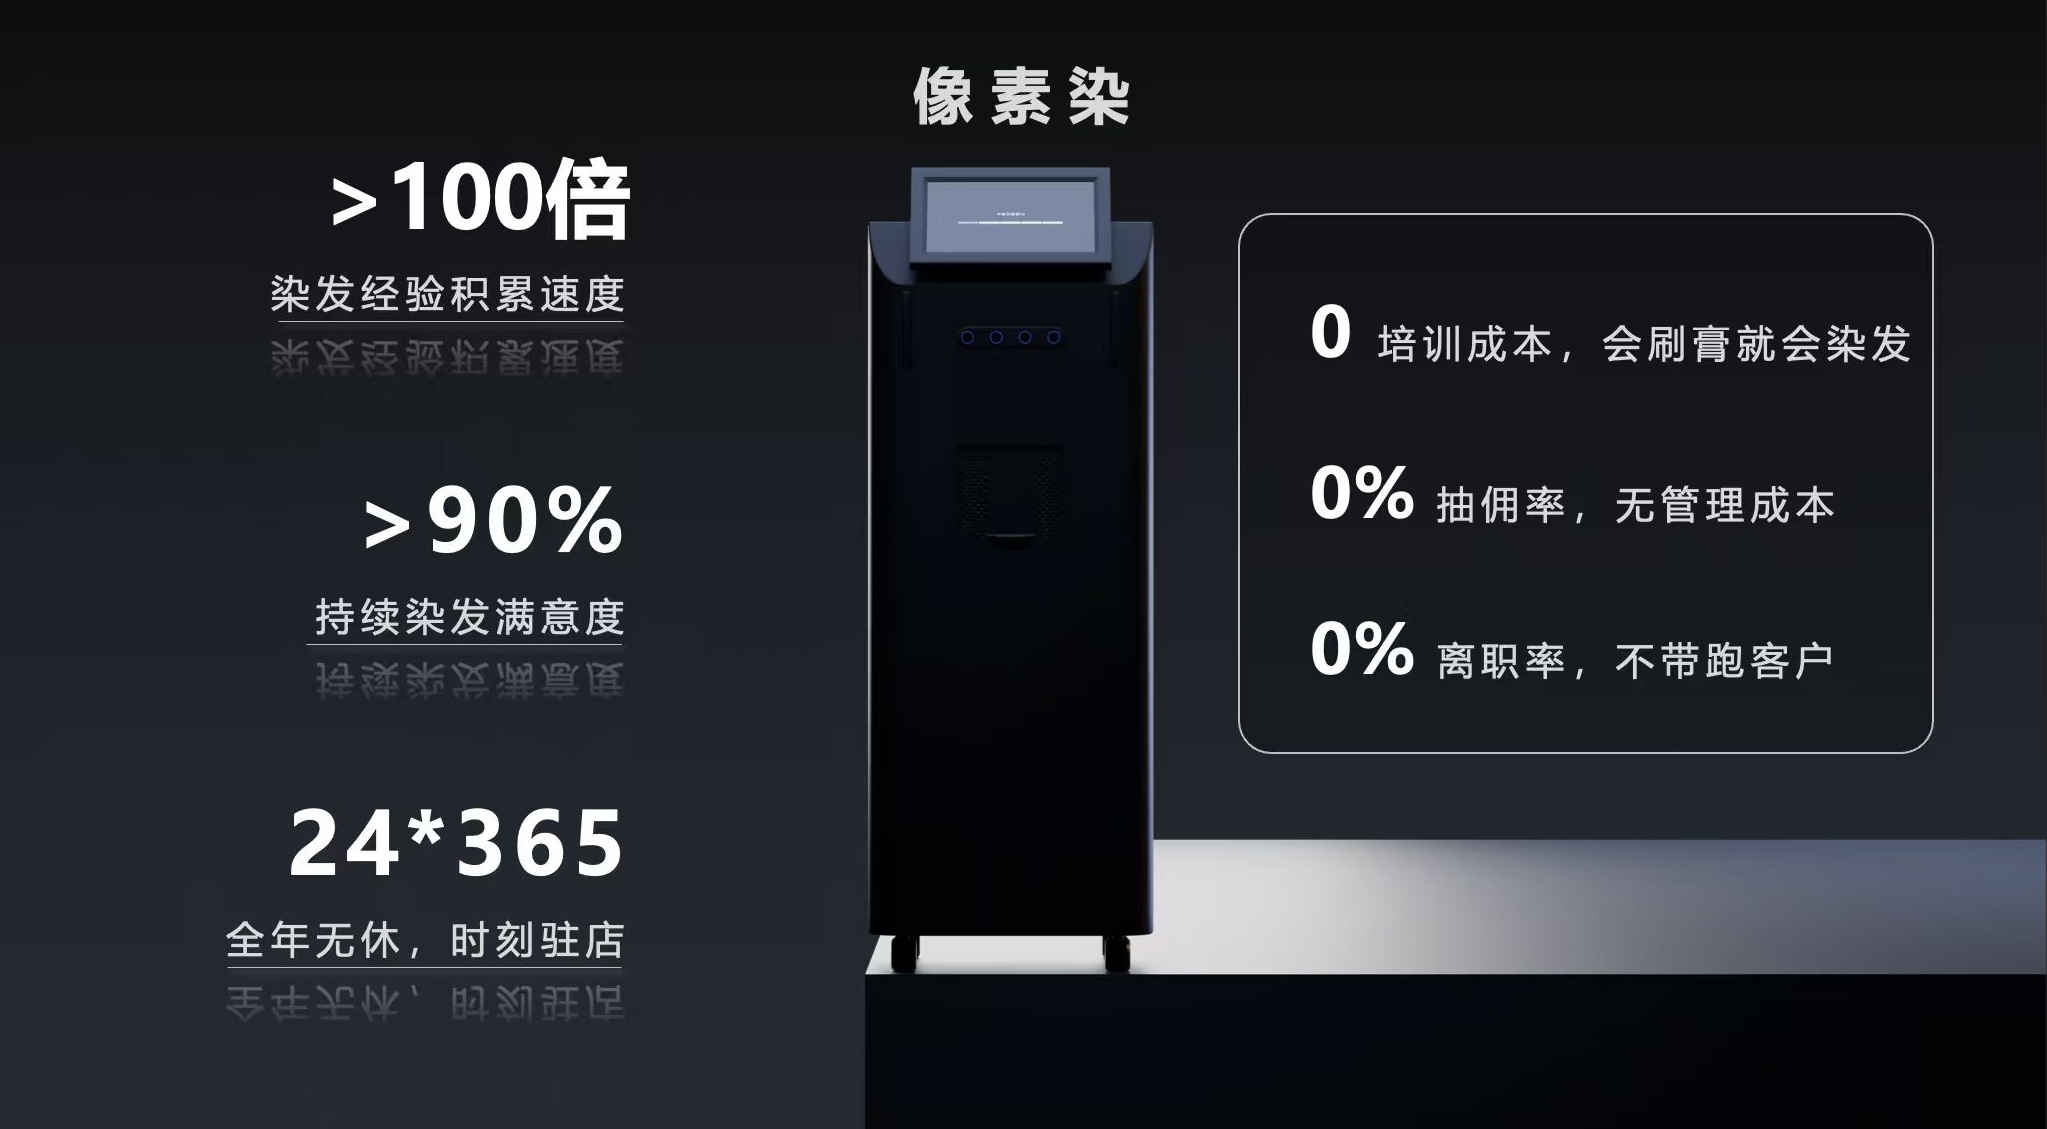 像素染
>100倍
染发经验积累速度
>90%
持续染发满意度
24*365
全年无休，时刻驻店
0 培训成本，会刷膏就会染发
0% 抽佣率，无管理成本
0% 离职率，不带跑客户